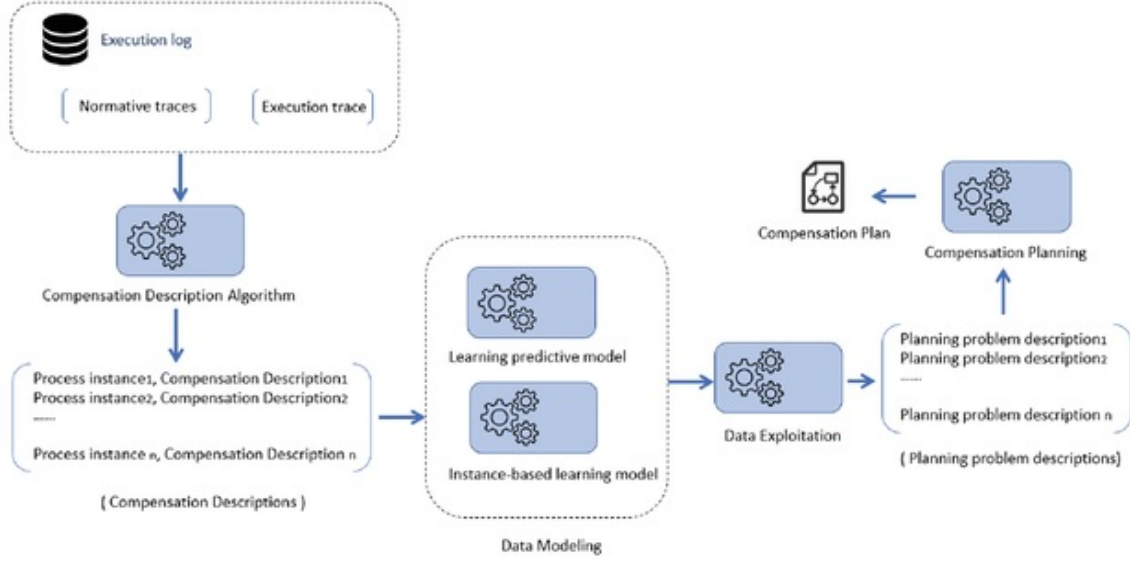 Execution log
Normative traces
Execution trace
Compensation Description Algorithm
Process instance1, Compensation Description1
Process instance2, Compensation Description2
......
Process instance n, Compensation Description n
( Compensation Descriptions )
Learning predictive model
Instance-based learning model
Data Modeling
Data Exploitation
Planning problem description1
Planning problem description2
......
Planning problem description n
( Planning problem descriptions)
Compensation Planning
Compensation Plan